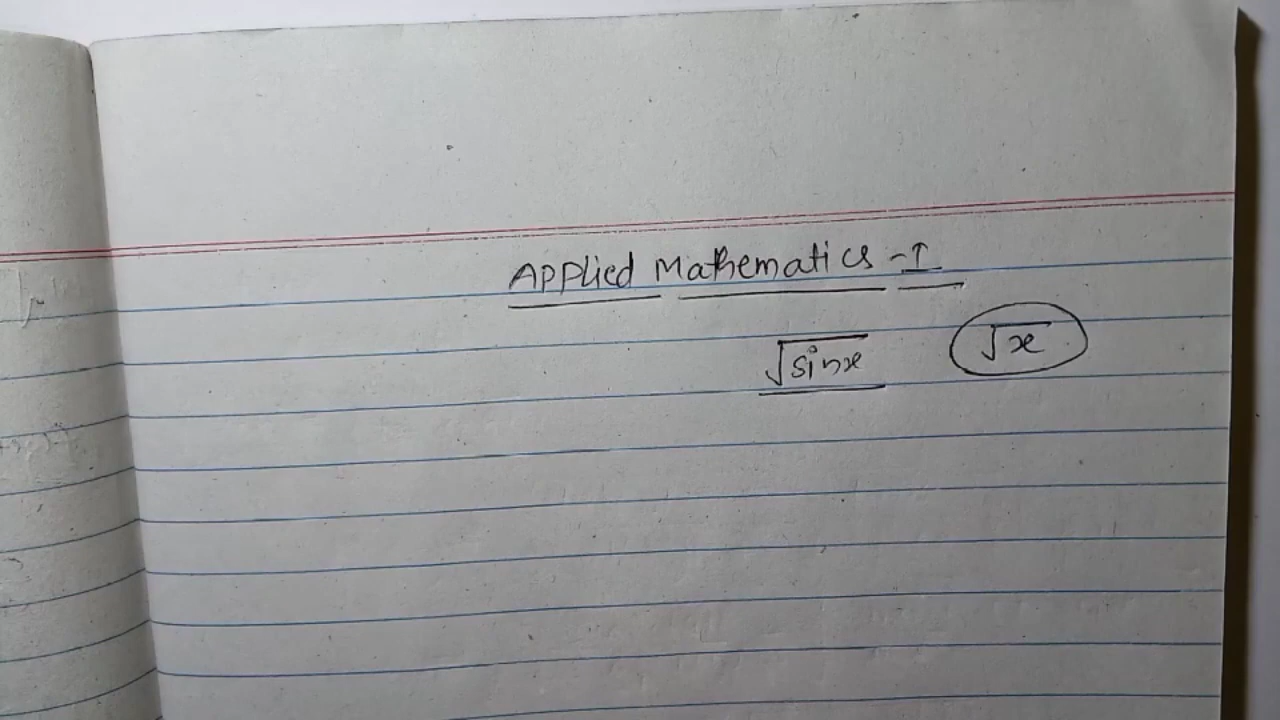 Applied Mathematics - I
√sinx √x